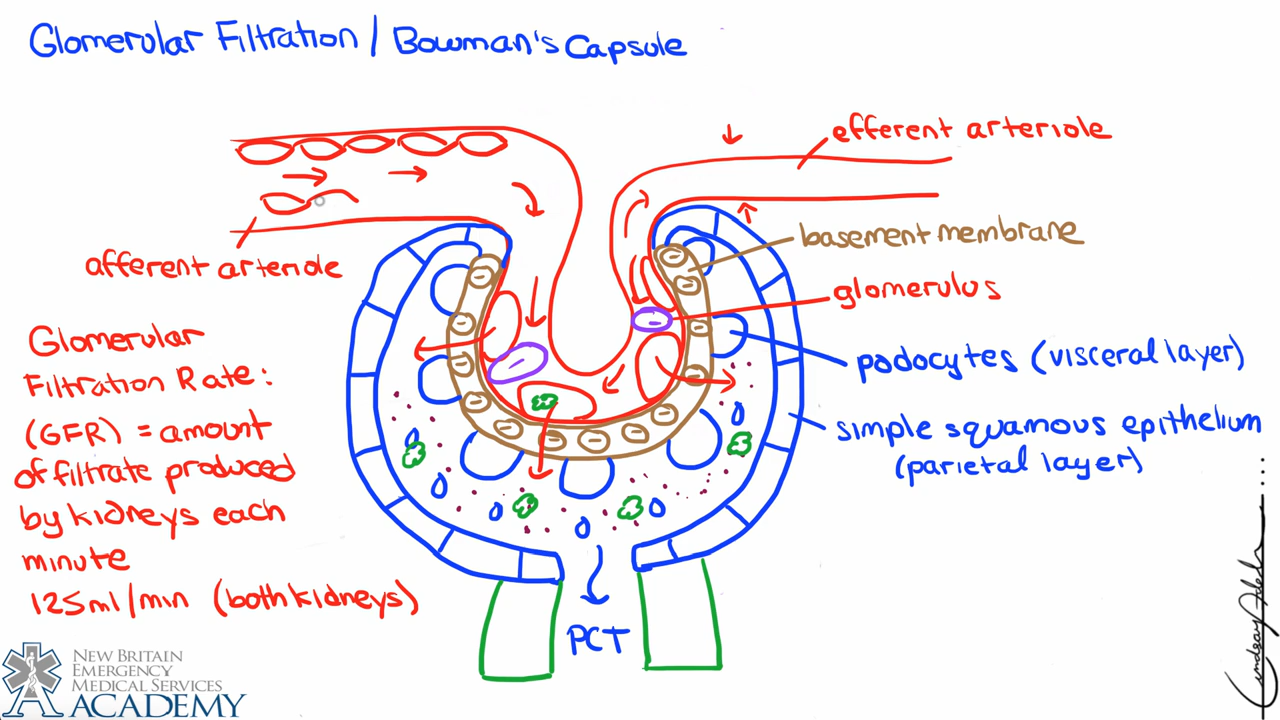 Glomerular Filtration / Bowman's Capsule
efferent arteriole
basement membrane
afferent arteriole
glomerulus
podocytes (visceral layer)
simple squamous epithelium
(parietal layer)
Glomerular
Filtration Rate:
(GFR) = amount
of filtrate produced
by kidneys each
minute
125ml/min (both kidneys)
PCT
NEW BRITAIN
EMERGENCY
MEDICAL SERVICES
ACADEMY